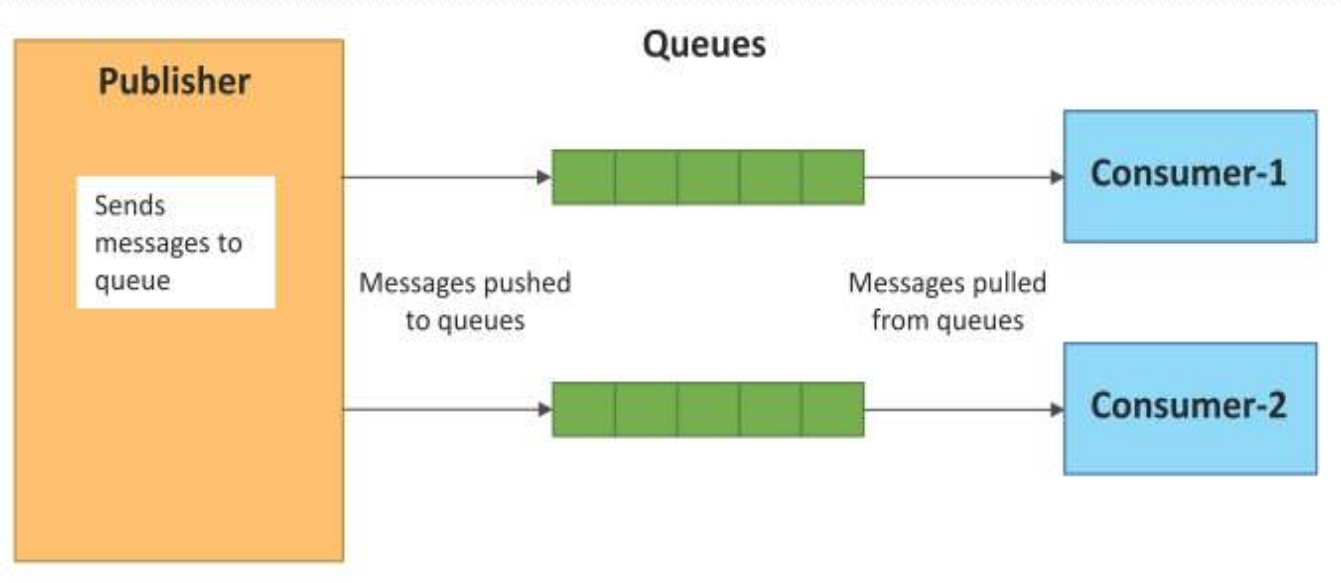 Queues
Publisher
Sends
messages to
queue
Messages pushed
to queues
Messages pulled
from queues
Consumer-1
Consumer-2